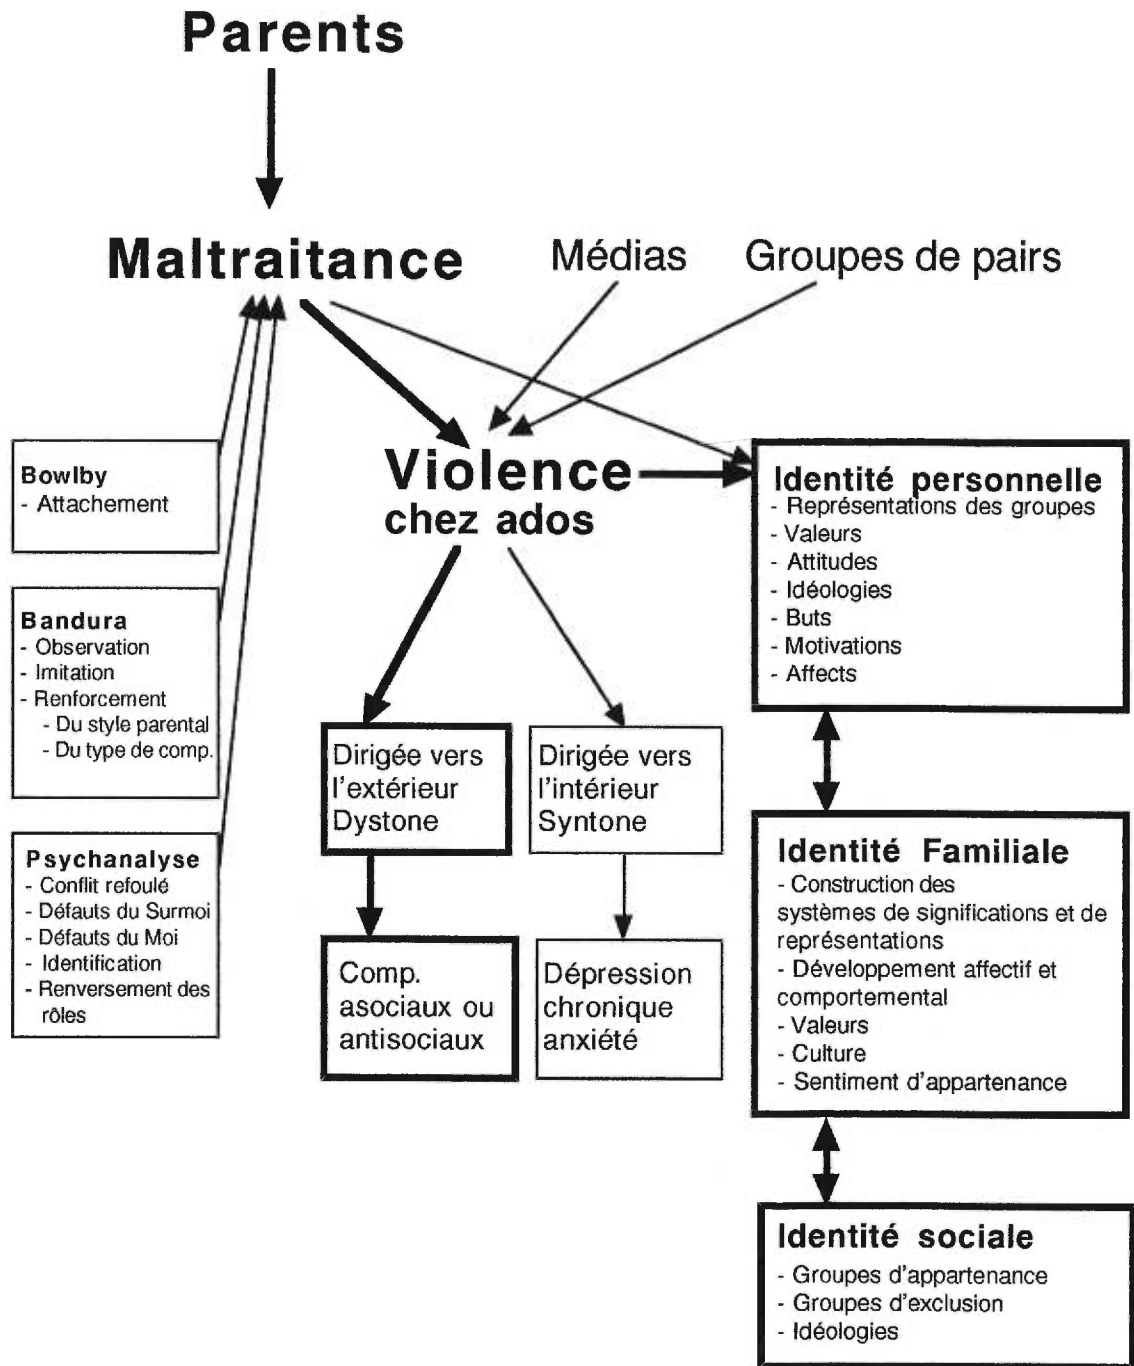 Parents
Maltraitance
Médias
Groupes de pairs
Bowlby
- Attachement
Bandura
- Observation
- Imitation
- Renforcement
- Du style parental
- Du type de comp.
Psychanalyse
- Conflit refoulé
- Défauts du Surmoi
- Défauts du Moi
- Identification
- Renversement des
rôles
Violence
chez ados
Dirigée vers
l'extérieur
Dystone
Dirigée vers
l'intérieur
Syntone
Comp.
asociaux ou
antisociaux
Dépression
chronique
anxiété
Identité personnelle
- Représentations des groupes
- Valeurs
- Attitudes
- Idéologies
- Buts
- Motivations
- Affects
Identité Familiale
- Construction des
systèmes de significations et de
représentations
- Développement affectif et
comportemental
- Valeurs
- Culture
- Sentiment d'appartenance
Identité sociale
- Groupes d'appartenance
- Groupes d'exclusion
- Idéologies